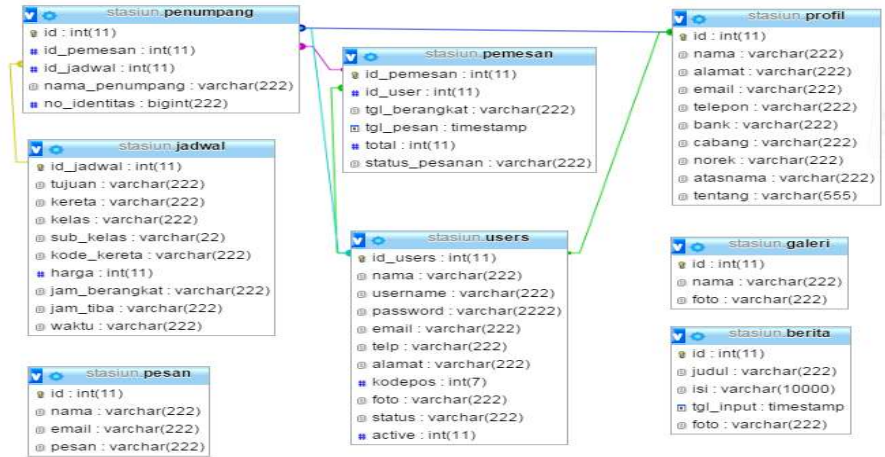 stasiun.penumpang
id : int(11)
id_pemesan : int(11)
id_jadwal : int(11)
nama_penumpang : varchar(222)
no_identitas : bigint(222)
stasiun.jadwal
id_jadwal : int(11)
tujuan : varchar(222)
kereta : varchar(222)
kelas : varchar(222)
sub_kelas : varchar(22)
kode_kereta : varchar(222)
harga : int(11)
jam_berangkat : varchar(222)
jam_tiba : varchar(222)
waktu : varchar(222)
stasiun.pesan
id : int(11)
nama : varchar(222)
email : varchar(222)
pesan : varchar(222)
stasiun.pemesan
id_pemesan : int(11)
id_user : int(11)
tgl_berangkat : varchar(222)
tgl_pesan : timestamp
total : int(11)
status_pesanan : varchar(222)
stasiun.users
id_users : int(11)
nama : varchar(222)
username : varchar(222)
password : varchar(2222)
email : varchar(222)
telp : varchar(222)
alamat : varchar(222)
kodepos : int(7)
foto : varchar(222)
status : varchar(222)
active : int(11)
stasiun.profil
id : int(11)
nama : varchar(222)
alamat : varchar(222)
email : varchar(222)
telepon : varchar(222)
bank : varchar(222)
cabang : varchar(222)
norek : varchar(222)
atasnama : varchar(222)
tentang : varchar(555)
stasiun.galeri
id : int(11)
nama : varchar(222)
foto : varchar(222)
stasiun.berita
id : int(11)
judul : varchar(222)
isi : varchar(10000)
tgl_input : timestamp
foto : varchar(222)